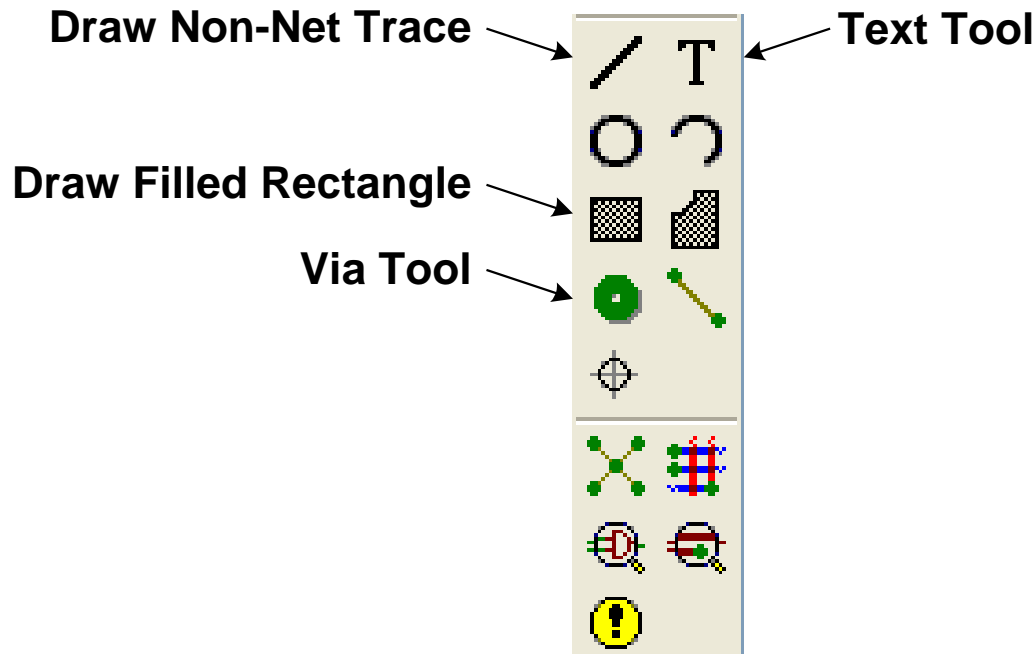 Draw Non-Net Trace
Text Tool
Draw Filled Rectangle
Via Tool